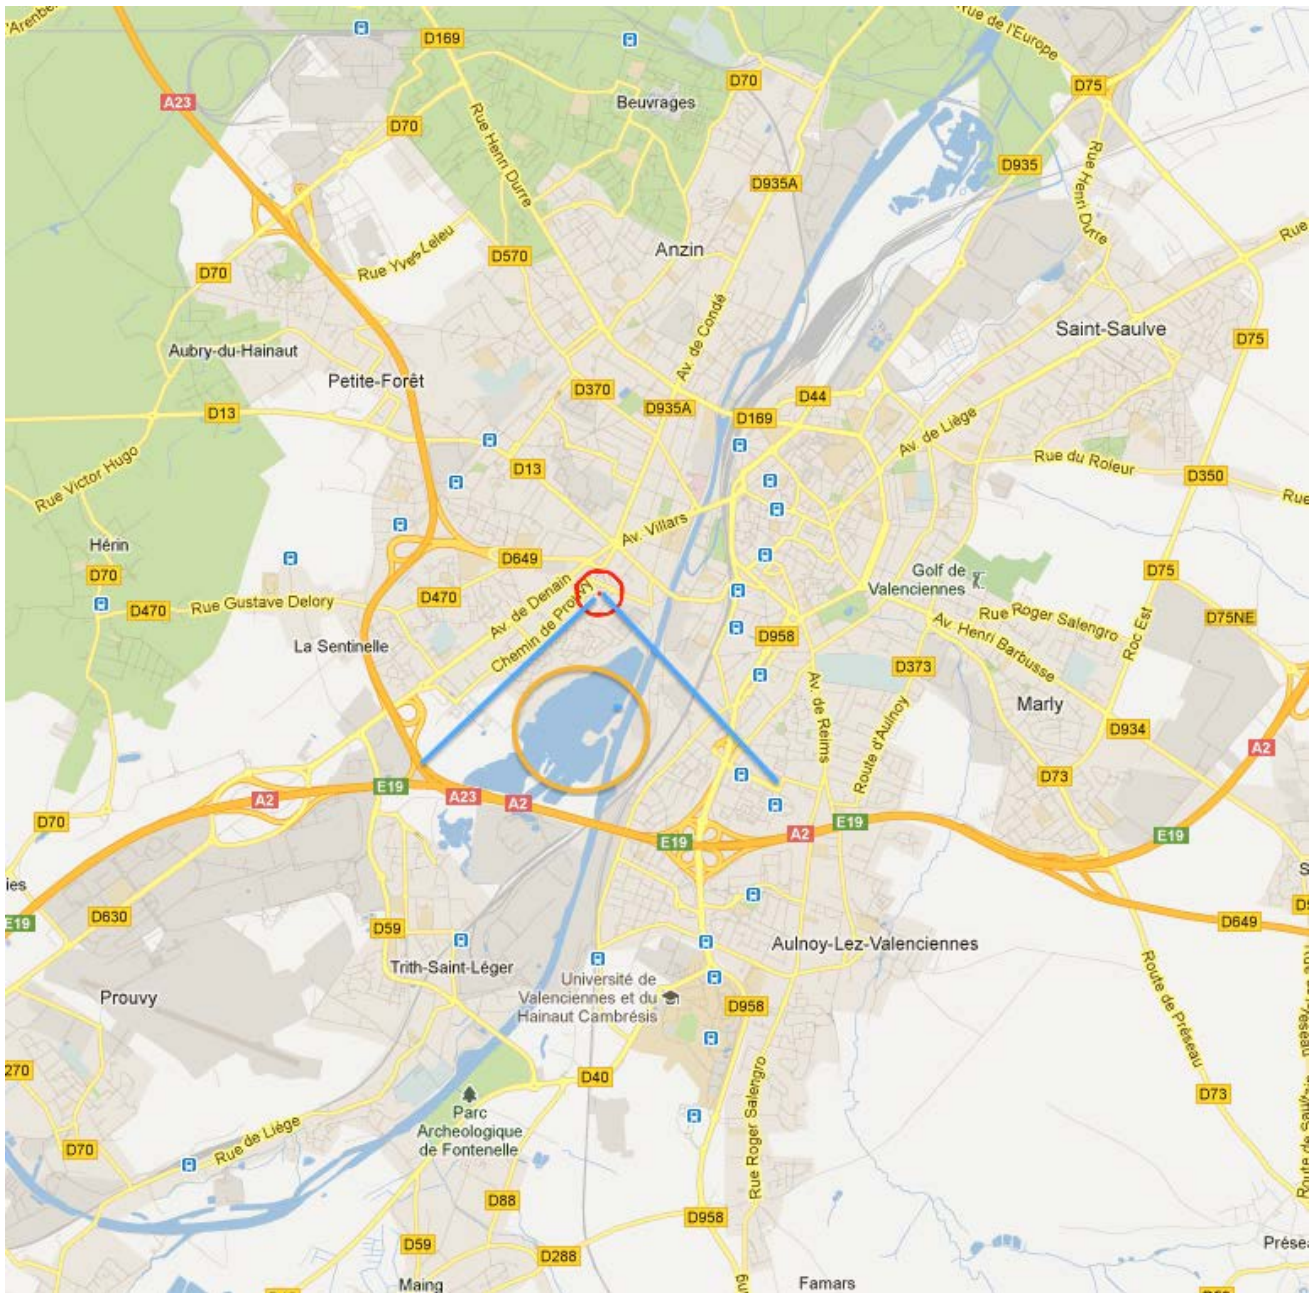 D'Arenbe
Rue de l'Europe
D169
D70
D75
A23
Beuvrages
D70
Rue Henri Durre
D935
D935A
Rue Henri Durre
Anzin
Rue
Rue Yves Leleu
D570
D70
Av. de Condé
Saint-Saulve
D75
Aubry-du-Hainaut
Petite-Forêt
D370
D44
D13
D935A
D169
Av. de Liège
Rue Victor Hugo
D13
Rue du Roleur
D350
Rue
Av. Villars
Hérin
D649
Golf de
Valenciennes
D75
D70
Av. de Denain
D470
Rue Gustave Delory
D470
Chemin de Prouvy
Rue Roger Salengro
D75NE
Av. Henri Barbusse
Roc Est
La Sentinelle
D958
D373
Av. de Reims
Route d'Aulnoy
Marly
D934
A2
D73
E19
A23
A2
A2
D70
E19
A2
E19
E19
ies
D630
E19
D59
D649
Aulnoy-Lez-Valenciennes
Trith-Saint-Léger
Université de
Valenciennes et du
Hainaut Cambrésis
Prouvy
D958
Route de Préseau
270
D40
D73
Parc
Archeologique
de Fontenelle
Rue Roger Salengro
Rue de Liège
D70
D88
D958
D59
D288
Maing
Famars
Prése